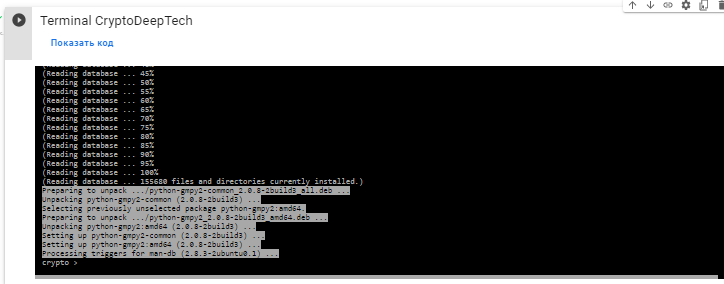 Terminal CryptoDeepTech
Показать код
(Reading database ... 45%
(Reading database ... 50%
(Reading database ... 55%
(Reading database ... 60%
(Reading database ... 65%
(Reading database ... 70%
(Reading database ... 75%
(Reading database ... 80%
(Reading database ... 85%
(Reading database ... 90%
(Reading database ... 95%
(Reading database ... 100%
(Reading database ... 155680 files and directories currently installed.)
Preparing to unpack .../python-gmpy2-common_2.0.8-2build3_all.deb ...
Unpacking python-gmpy2-common (2.0.8-2build3) ...
Selecting previously unselected package python-gmpy2:amd64.
Preparing to unpack .../python-gmpy2_2.0.8-2build3_amd64.deb ...
Unpacking python-gmpy2:amd64 (2.0.8-2build3) ...
Setting up python-gmpy2-common (2.0.8-2build3) ...
Setting up python-gmpy2:amd64 (2.0.8-2build3) ...
Processing triggers for man-db (2.8.3-2ubuntu0.1) ...
crypto >